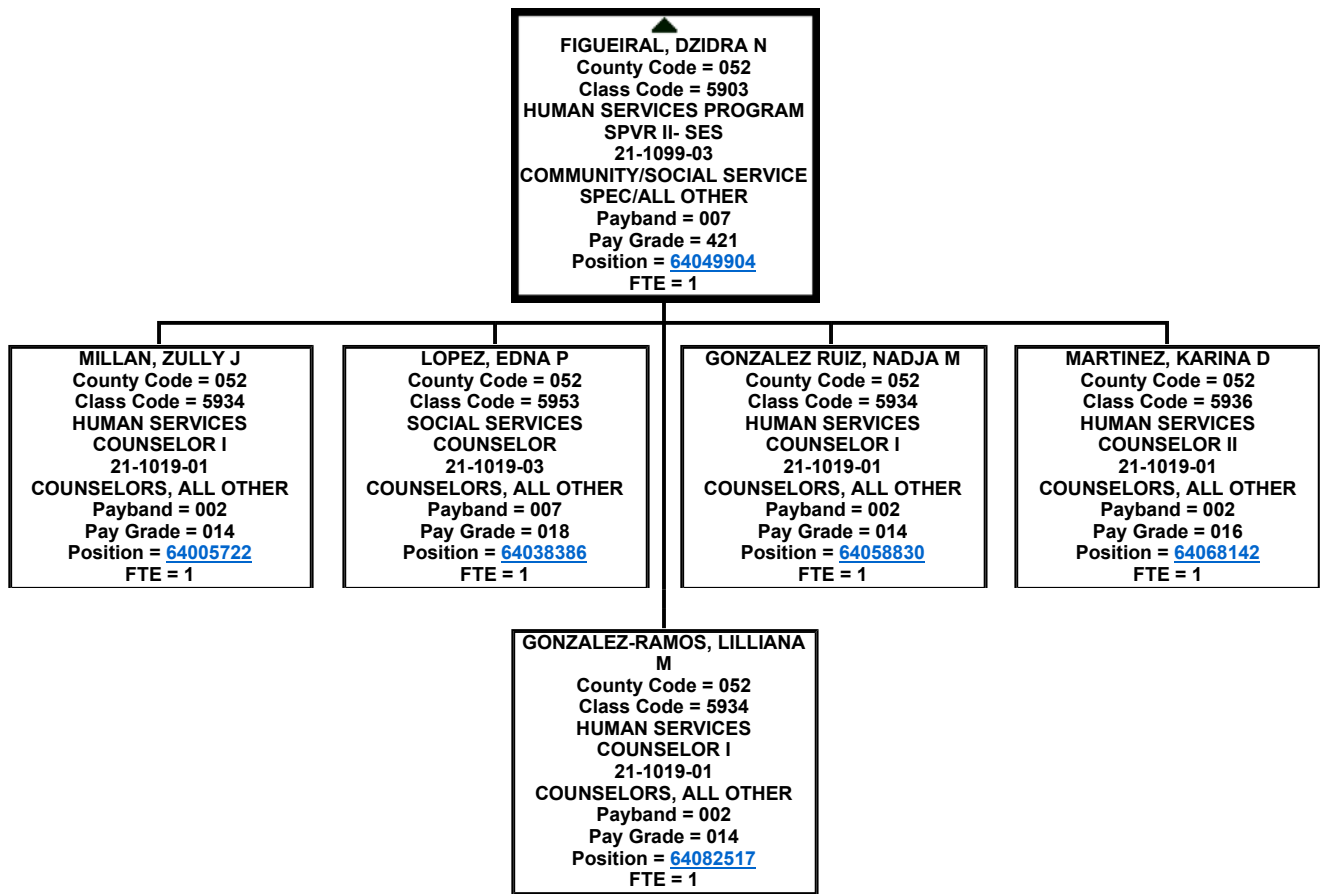 FIGUEIRAL, DZIDRA N
County Code = 052
Class Code = 5903
HUMAN SERVICES PROGRAM
SPVR II- SES
21-1099-03
COMMUNITY/SOCIAL SERVICE
SPEC/ALL OTHER
Payband = 007
Pay Grade = 421
Position = 64049904
FTE = 1
MILLAN, ZULLY J
County Code = 052
Class Code = 5934
HUMAN SERVICES
COUNSELOR I
21-1019-01
COUNSELORS, ALL OTHER
Payband = 002
Pay Grade = 014
Position = 64005722
FTE = 1
LOPEZ, EDNA P
County Code = 052
Class Code = 5953
SOCIAL SERVICES
COUNSELOR
21-1019-03
COUNSELORS, ALL OTHER
Payband = 007
Pay Grade = 018
Position = 64038386
FTE = 1
GONZALEZ RUIZ, NADJA M
County Code = 052
Class Code = 5934
HUMAN SERVICES
COUNSELOR I
21-1019-01
COUNSELORS, ALL OTHER
Payband = 002
Pay Grade = 014
Position = 64058830
FTE = 1
MARTINEZ, KARINA D
County Code = 052
Class Code = 5936
HUMAN SERVICES
COUNSELOR II
21-1019-01
COUNSELORS, ALL OTHER
Payband = 002
Pay Grade = 016
Position = 64068142
FTE = 1
GONZALEZ-RAMOS, LILLIANA
M
County Code = 052
Class Code = 5934
HUMAN SERVICES
COUNSELOR I
21-1019-01
COUNSELORS, ALL OTHER
Payband = 002
Pay Grade = 014
Position = 64082517
FTE = 1